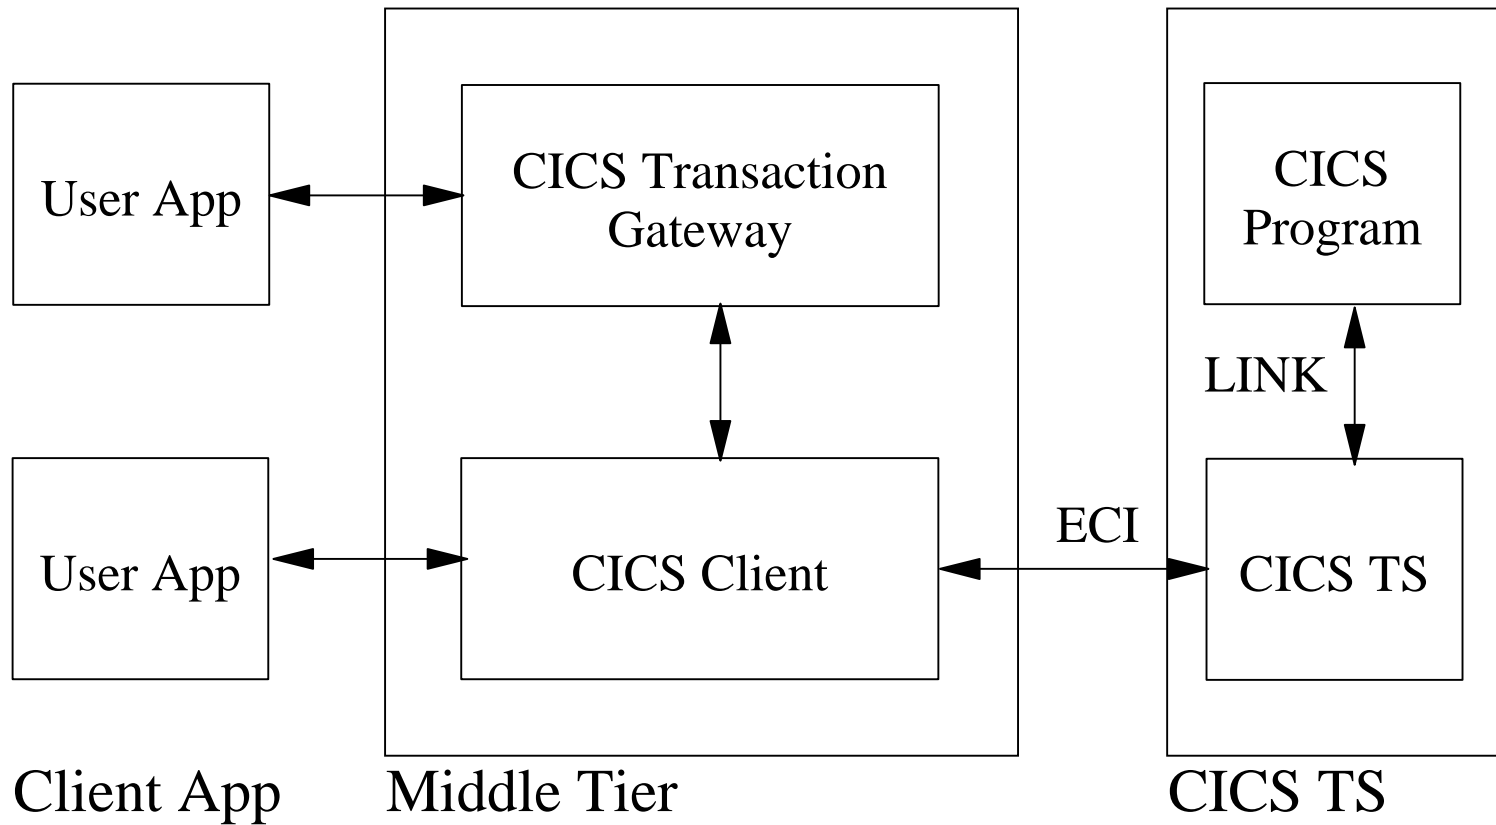 User App
CICS Transaction
Gateway
CICS
Program
LINK
User App
CICS Client
ECI
CICS TS
Client App
Middle Tier
CICS TS